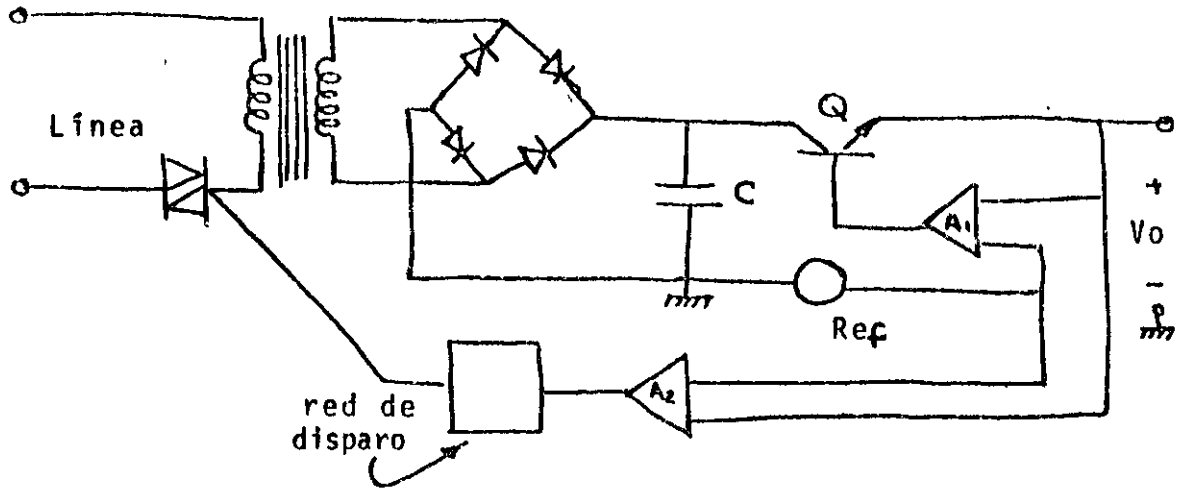 Línea
Q
C
A1
+
Vo
-
Ref
A2
red de
disparo